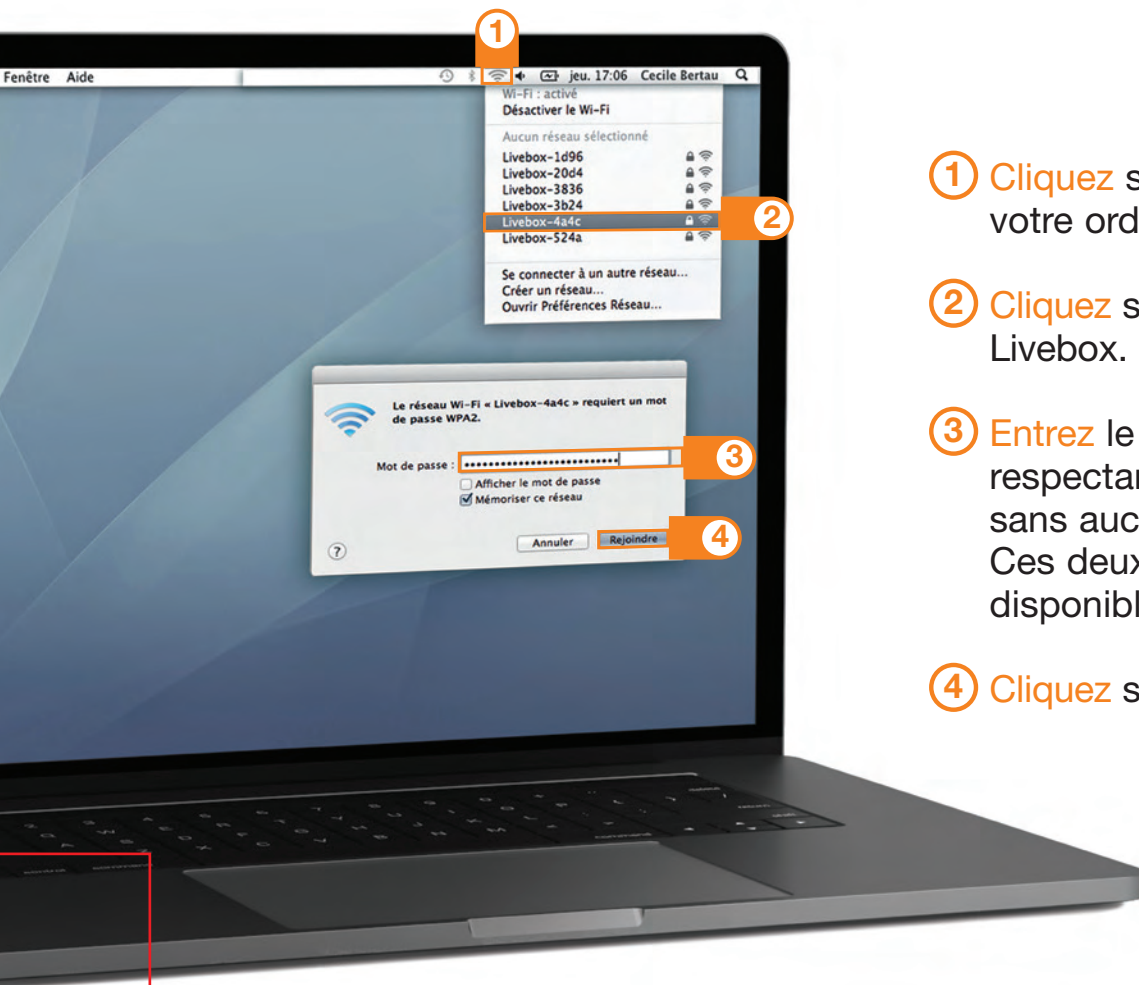 1
Fenêtre Aide
jeu. 17:06 Cecile Bertau
Wi-Fi : activé
Désactiver le Wi-Fi
Aucun réseau sélectionné
Livebox-1d96
Livebox-20d4
Livebox-3836
Livebox-3b24
Livebox-4a4c
2
Livebox-524a
Se connecter à un autre réseau...
Créer un réseau...
Ouvrir Préférences Réseau...
Le réseau Wi-Fi « Livebox-4a4c » requiert un mot
de passe WPA2.
Mot de passe : ••••••••••••••••••••••••••
3
Afficher le mot de passe
Mémoriser ce réseau
? Annuler Rejoindre
4
1 Cliquez s
votre ord
2 Cliquez s
Livebox.
3 Entrez le
respectar
sans auc
Ces deux
disponibl
4 Cliquez s